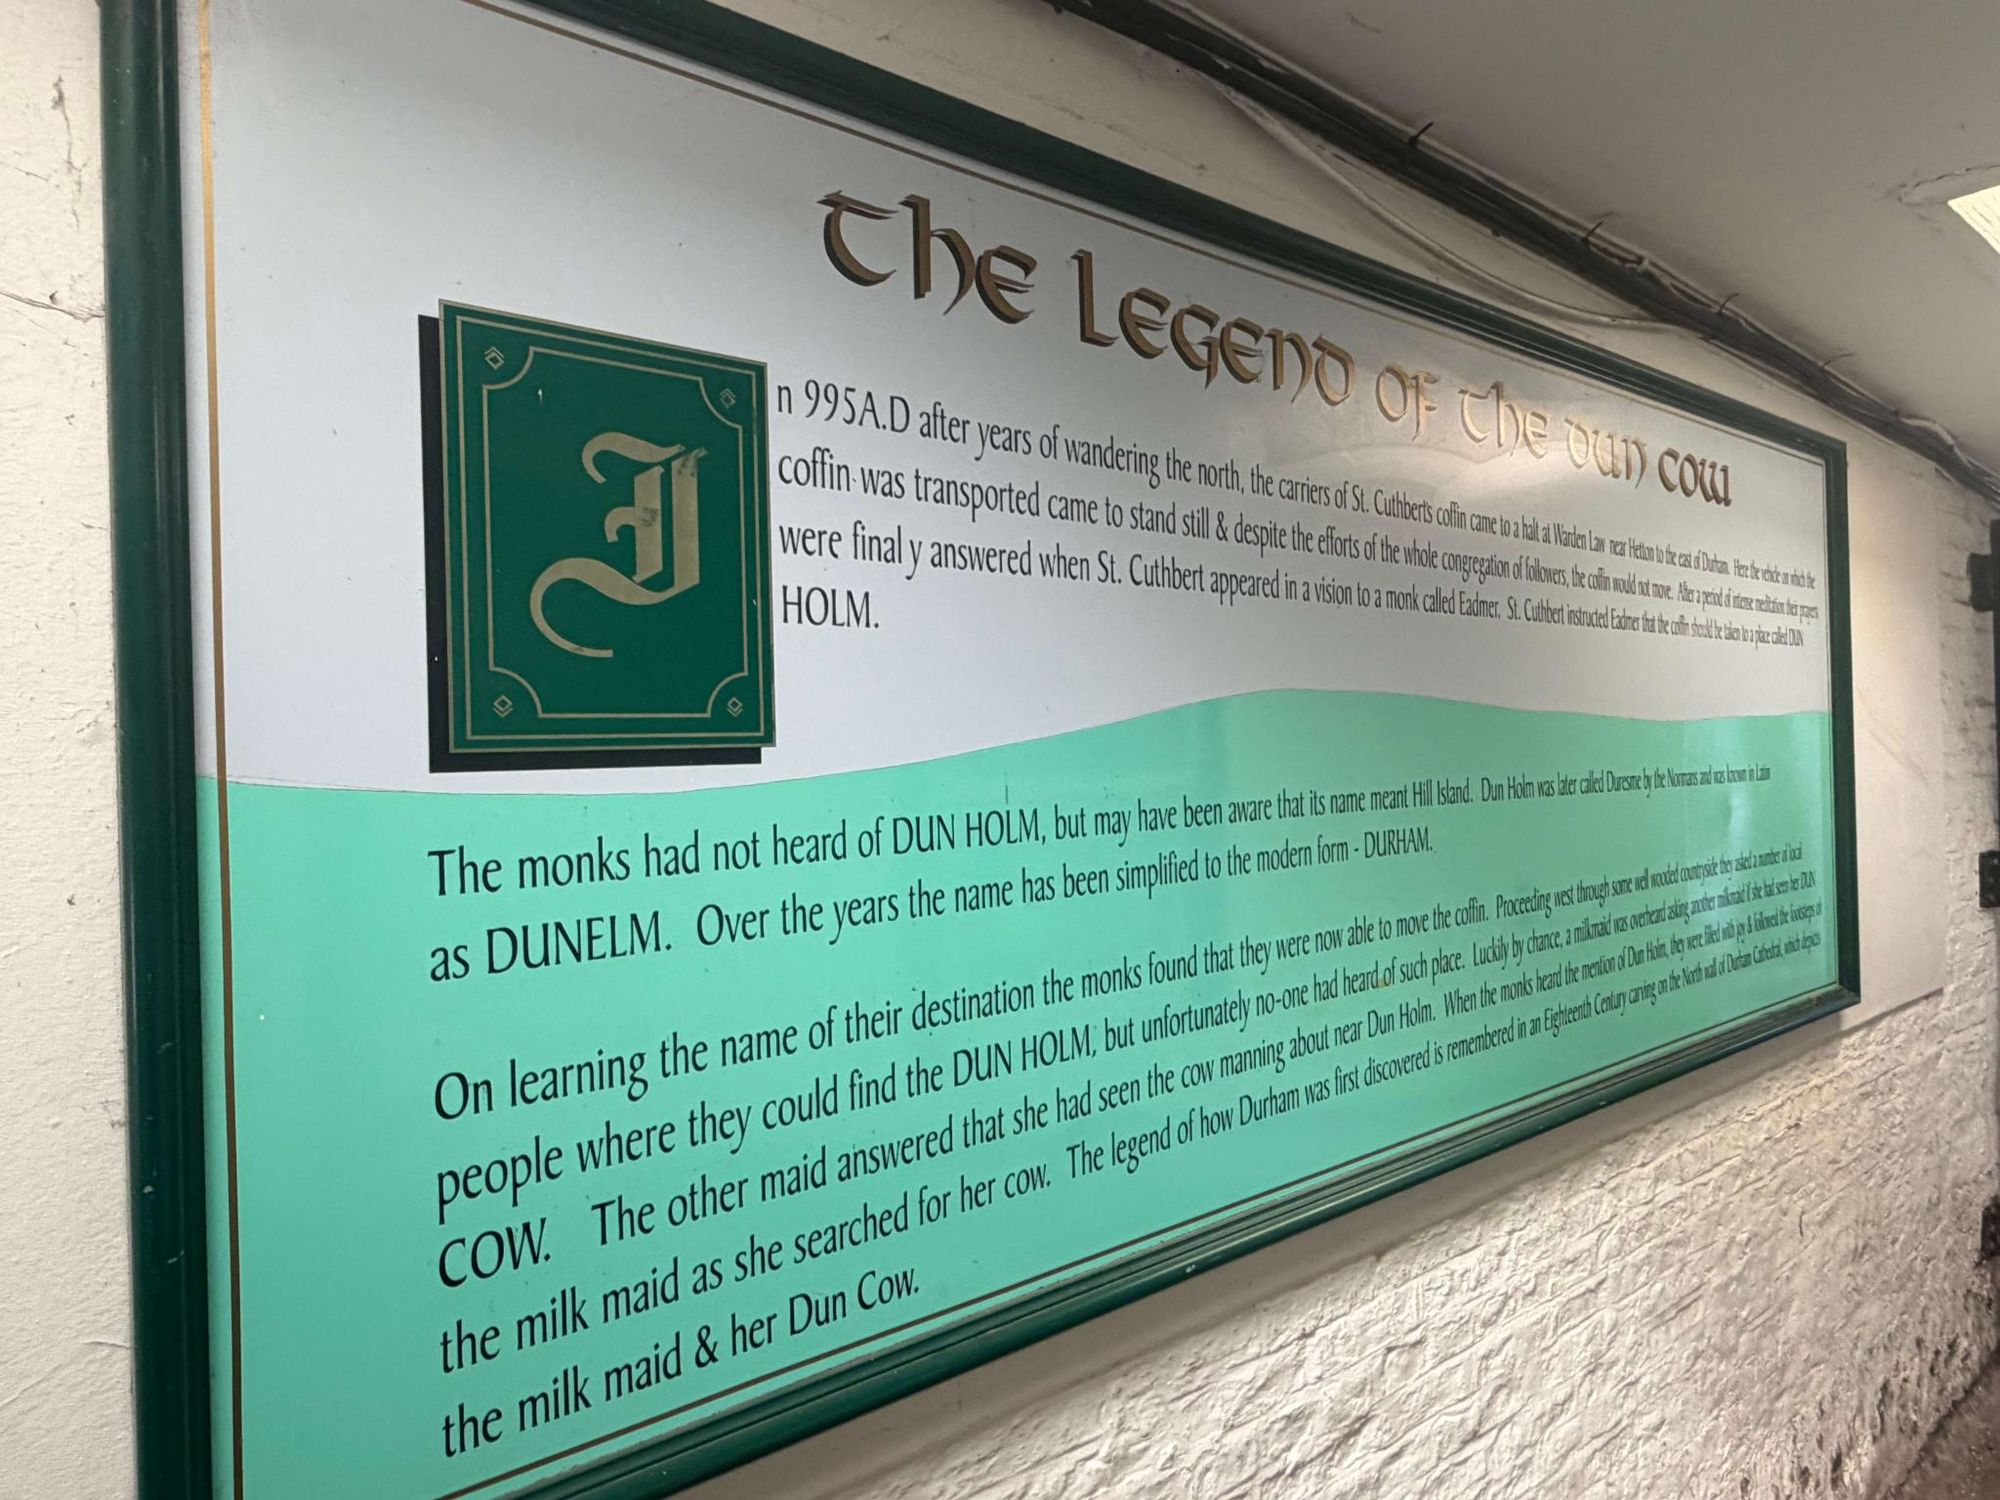 The Legend of the Dun Cow
In 995A.D after years of wandering the north, the carriers of St. Cuthbert's coffin came to a halt at Warden Law near Hetton to the east of Durham. Here the vehicle on which the
coffin was transported came to stand still & despite the efforts of the whole congregation of followers, the coffin would not move. After a period of intense meditation their prayers
were final y answered when St. Cuthbert appeared in a vision to a monk called Eadmer. St. Cuthbert instructed Eadmer that the coffin should be taken to a place called DUN
HOLM.
The monks had not heard of DUN HOLM, but may have been aware that its name meant Hill Island. Dun Holm was later called Duresme by the Normans and was known in Latin
as DUNELM. Over the years the name has been simplified to the modern form - DURHAM.
On learning the name of their destination the monks found that they were now able to move the coffin. Proceeding west through some well wooded countryside they asked a number of local
people where they could find the DUN HOLM, but unfortunately no-one had heard of such place. Luckily by chance, a milkmaid was overheard asking another milkmaid if she had seen her DUN
COW. The other maid answered that she had seen the cow manning about near Dun Holm. When the monks heard the mention of Dun Holm, they were filled with joy & followed the footsteps of
the milk maid as she searched for her cow. The legend of how Durham was first discovered is remembered in an Eighteenth Century carving on the North wall of Durham Cathedral, which depicts
the milk maid & her Dun Cow.